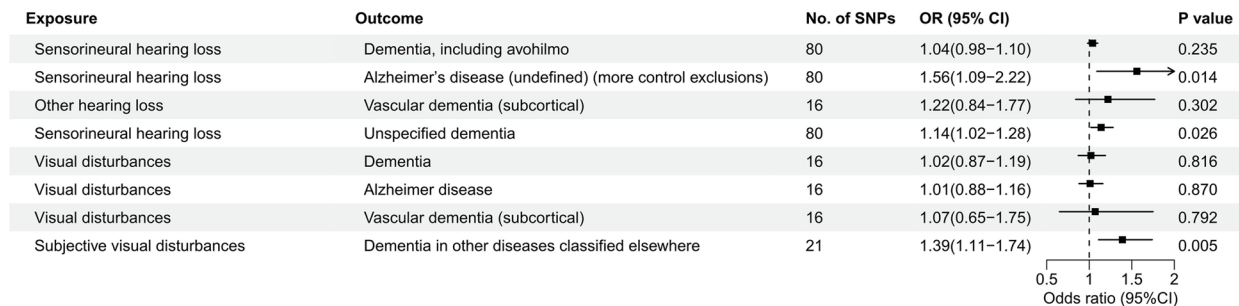 Exposure Outcome No. of SNPs OR (95% CI) P value
Sensorineural hearing loss Dementia, including avohilmo 80 1.04(0.98−1.10) 0.235
Sensorineural hearing loss Alzheimer's disease (undefined) (more control exclusions) 80 1.56(1.09−2.22) 0.014
Other hearing loss Vascular dementia (subcortical) 16 1.22(0.84−1.77) 0.302
Sensorineural hearing loss Unspecified dementia 80 1.14(1.02−1.28) 0.026
Visual disturbances Dementia 16 1.02(0.87−1.19) 0.816
Visual disturbances Alzheimer disease 16 1.01(0.88−1.16) 0.870
Visual disturbances Vascular dementia (subcortical) 16 1.07(0.65−1.75) 0.792
Subjective visual disturbances Dementia in other diseases classified elsewhere 21 1.39(1.11−1.74) 0.005
0.5 1 1.5 2
Odds ratio (95%CI)